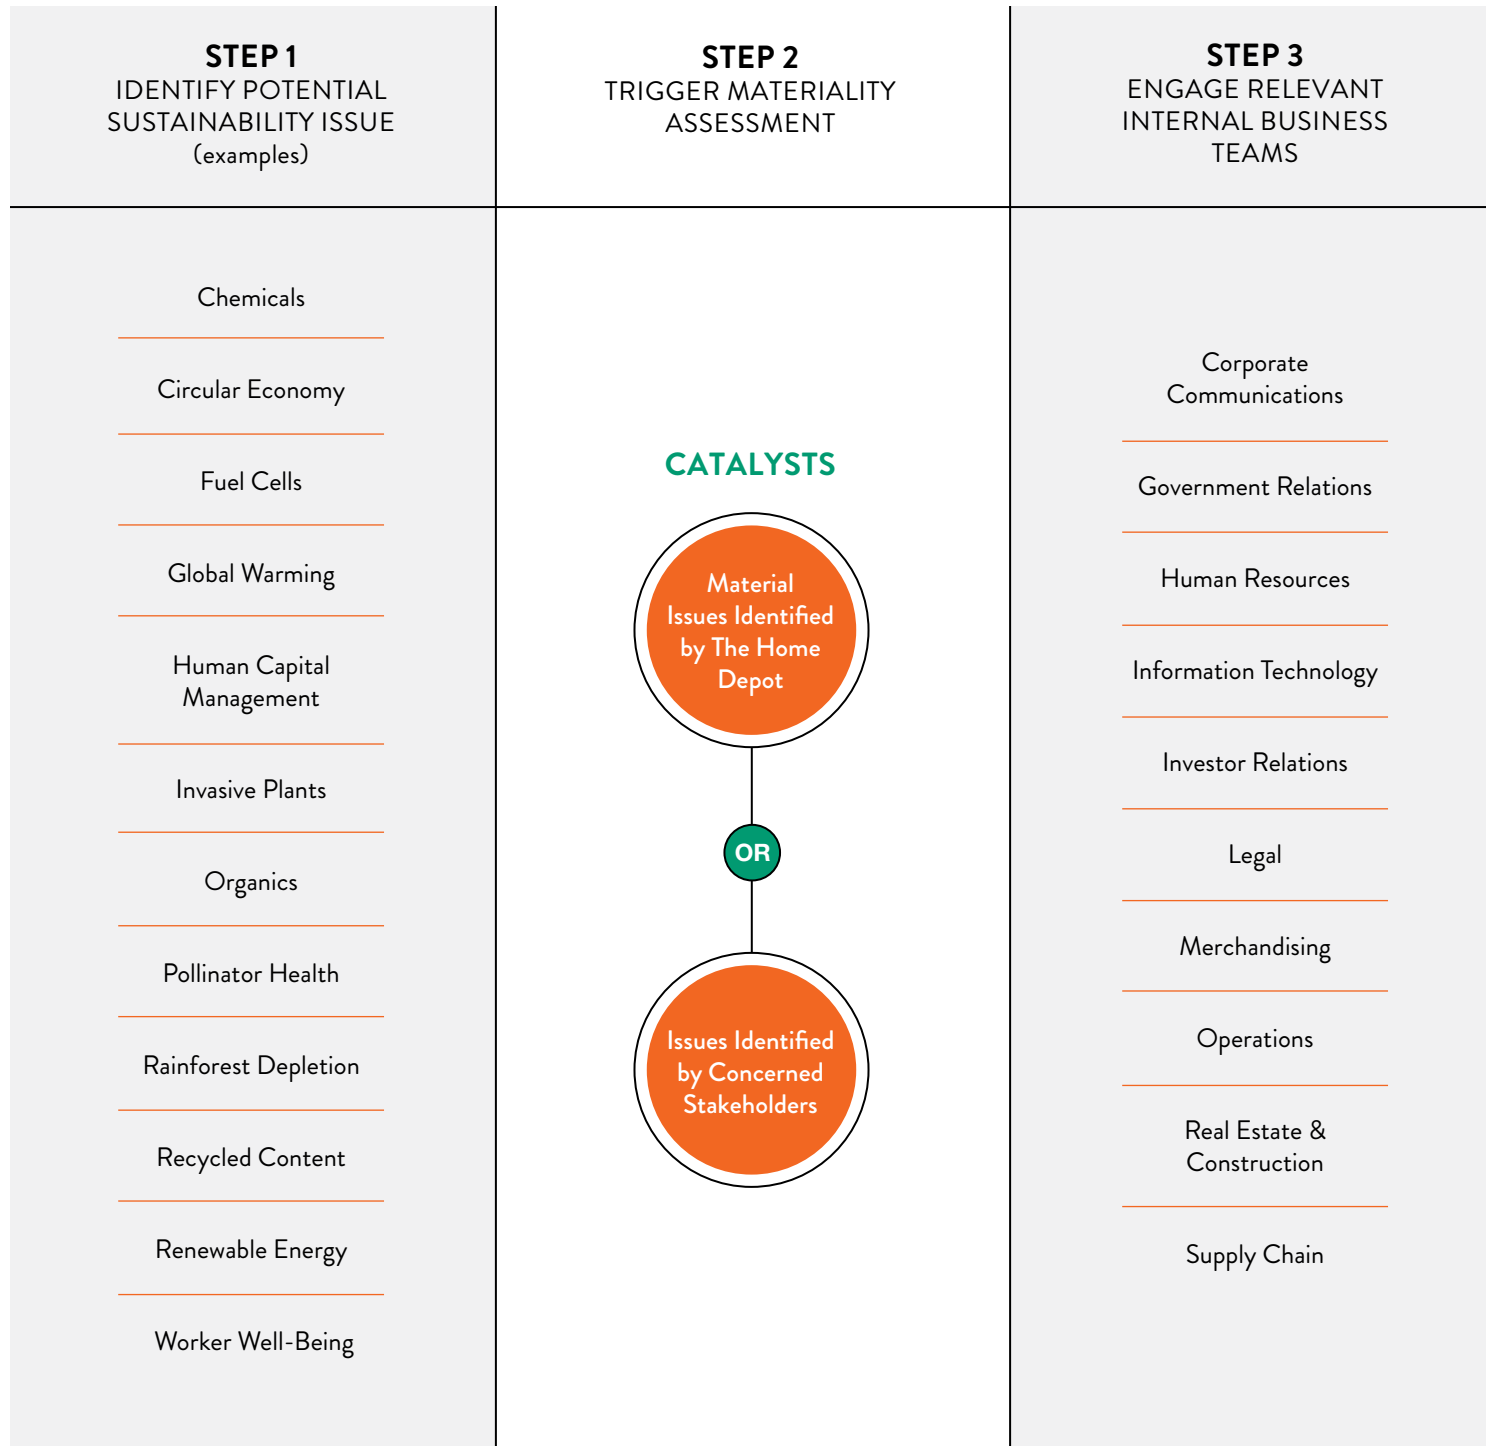 STEP 1
IDENTIFY POTENTIAL
SUSTAINABILITY ISSUE
(examples)
Chemicals
Circular Economy
Fuel Cells
Global Warming
Human Capital
Management
Invasive Plants
Organics
Pollinator Health
Rainforest Depletion
Recycled Content
Renewable Energy
Worker Well-Being
STEP 2
TRIGGER MATERIALITY
ASSESSMENT
CATALYSTS
Material
Issues Identified
by The Home
Depot
OR
Issues Identified
by Concerned
Stakeholders
STEP 3
ENGAGE RELEVANT
INTERNAL BUSINESS
TEAMS
Corporate
Communications
Government Relations
Human Resources
Information Technology
Investor Relations
Legal
Merchandising
Operations
Real Estate &
Construction
Supply Chain